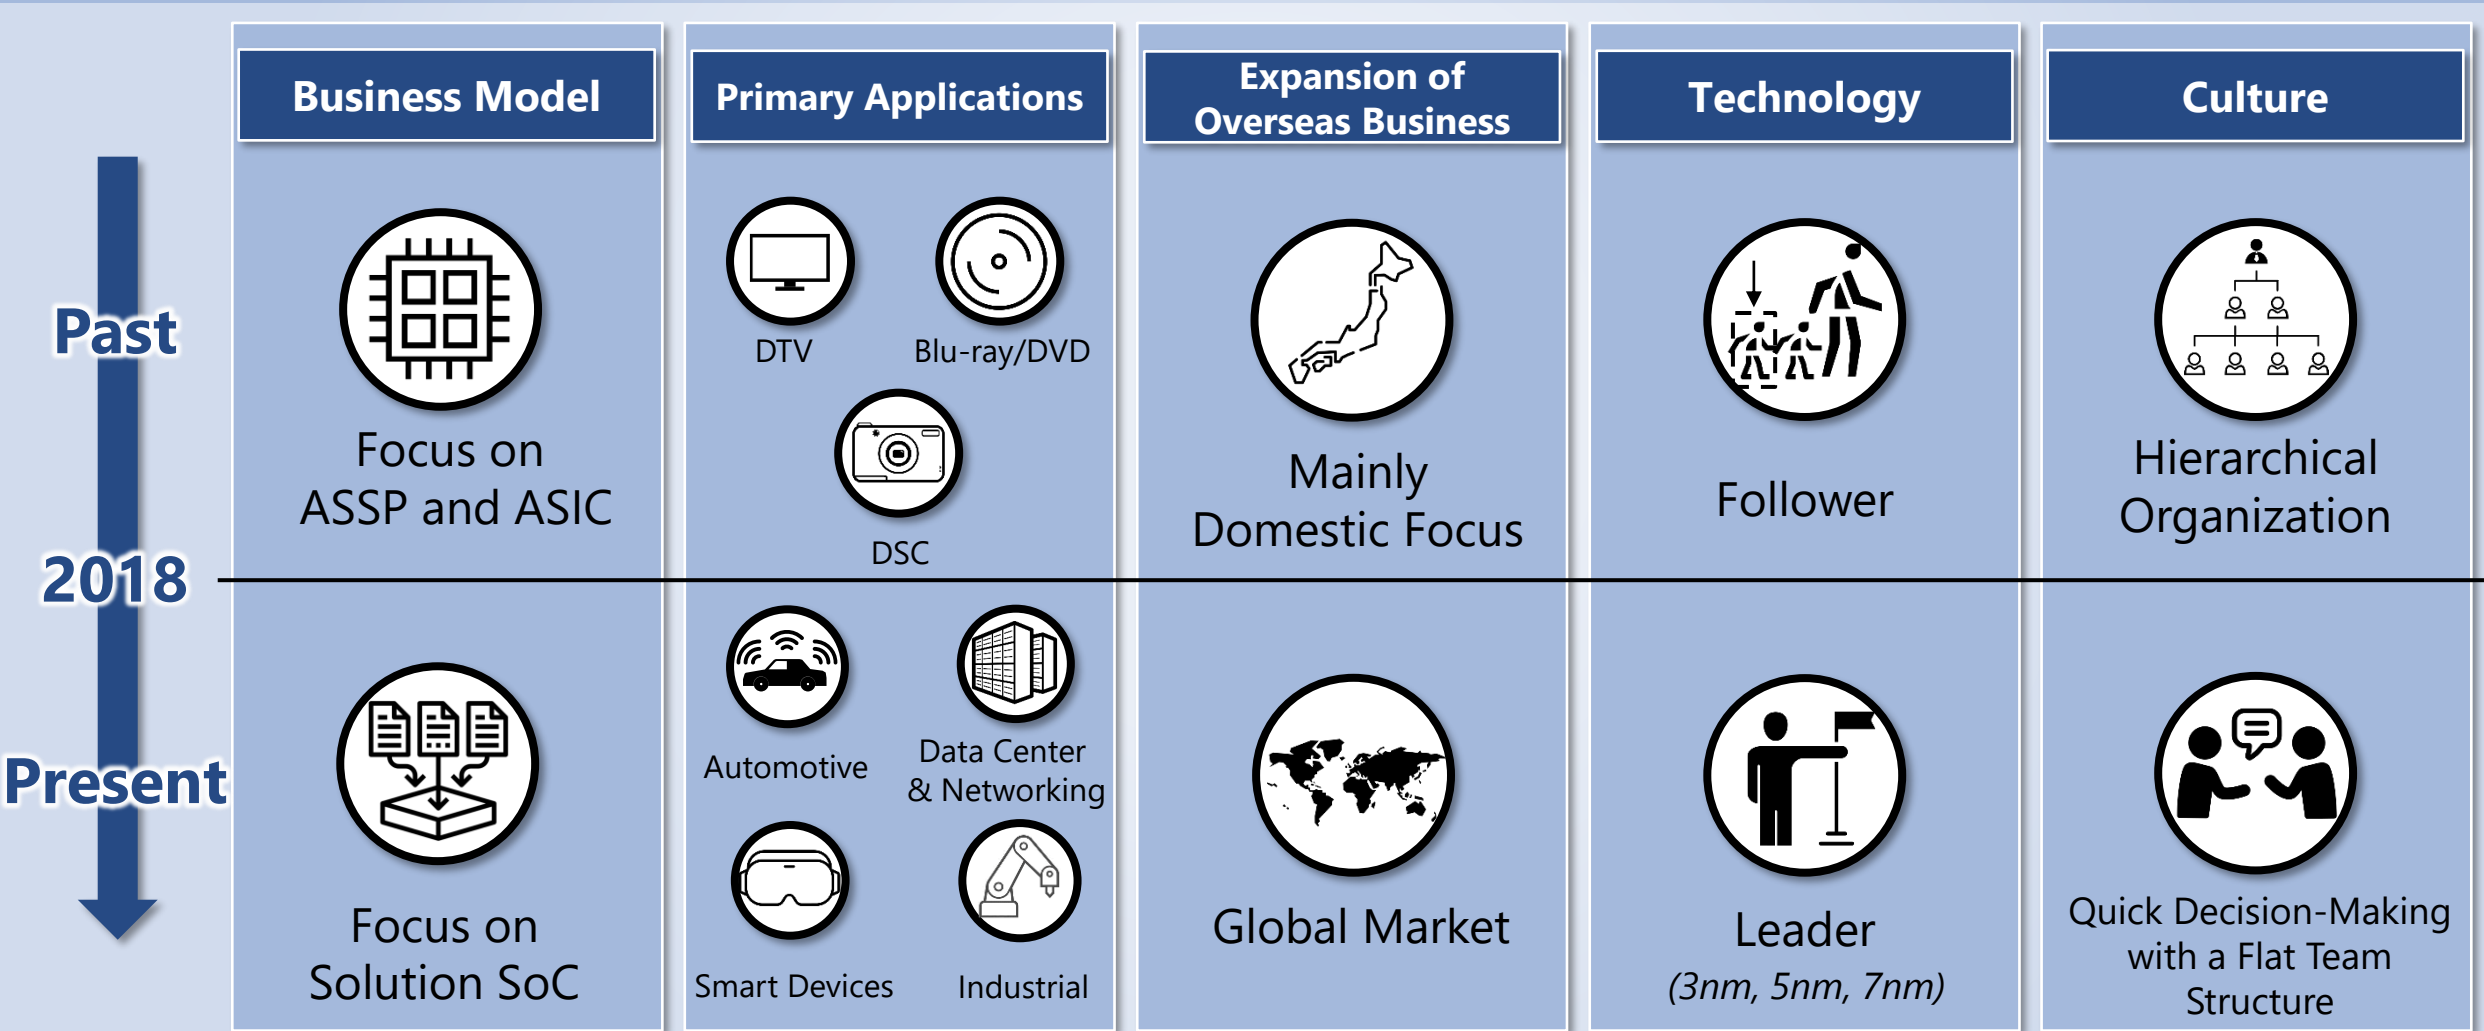 Business Model
Primary Applications
Expansion of
Overseas Business
Technology
Culture
Past
Focus on
ASSP and ASIC
DTV
Blu-ray/DVD
DSC
Mainly
Domestic Focus
Follower
Hierarchical
Organization
2018
Present
Focus on
Solution SoC
Automotive
Data Center
& Networking
Smart Devices
Industrial
Global Market
Leader
(3nm, 5nm, 7nm)
Quick Decision-Making
with a Flat Team
Structure